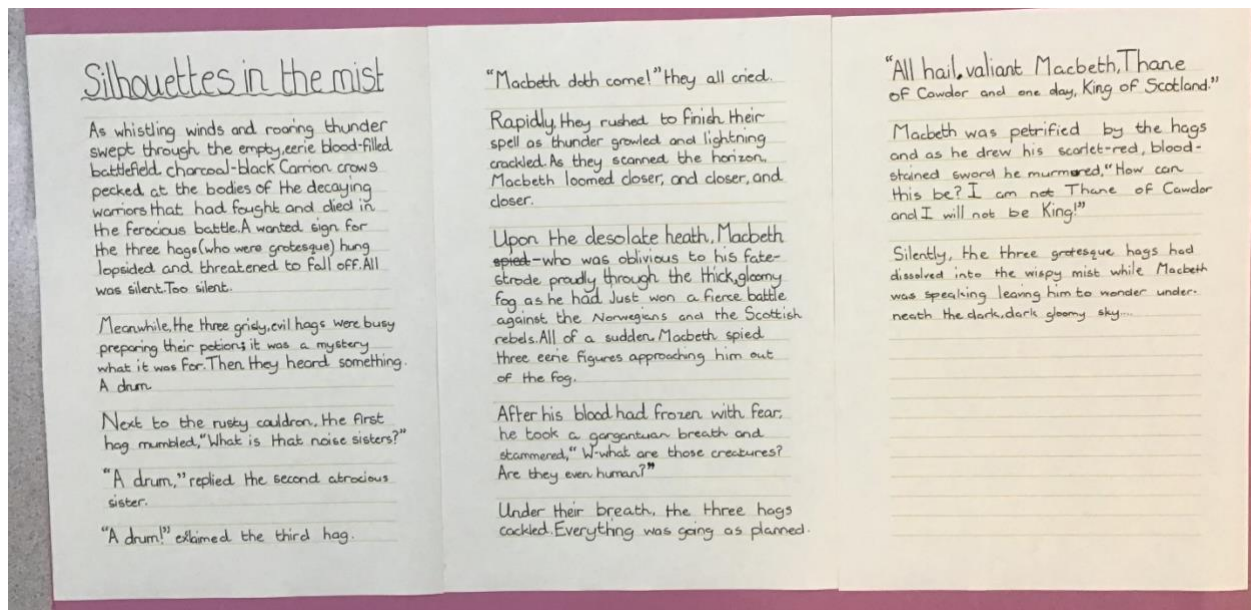 Silhouettes in the mist
As whistling winds and roaring thunder
swept through the empty, eerie blood-filled
battlefield, charcoal-black Carrion crows
pecked at the bodies of the decaying
warriors that had fought and died in
the ferocious battle. A wanted sign for
the three hags (who were grotesque) hung
lopsided and threatened to fall off. All
was silent. Too silent.
Meanwhile, the three grisly, evil hags were busy
preparing their potion; it was a mystery
what it was for. Then they heard something.
A drum.
Next to the rusty cauldron, the first
hag mumbled, "What is that noise sisters?"
"A drum," replied the second atrocious
sister.
"A drum!" exlaimed the third hag.
"Macbeth doth come!" they all cried.
Rapidly, they rushed to finish their
spell as thunder growled and lightning
crackled. As they scanned the horizon,
Macbeth loomed closer, and closer, and
closer.
Upon the desolate heath, Macbeth
spied -who was oblivious to his fate-
strode proudly through the thick, gloomy
fog as he had Just won a fierce battle
against the Norwegians and the Scottish
rebels. All of a sudden, Macbeth spied
three eerie figures approaching him out
of the fog.
After his blood had frozen with fear,
he took a gargantuan breath and
stammered, "W-what are those creatures?
Are they even human?"
Under their breath, the three hags
cackled. Everything was going as planned.
"All hail, valiant Macbeth, Thane
of Cawdor and one day, King of Scotland."
Macbeth was petrified by the hags
and as he drew his scarlet-red, blood-
stained sword he murmured, "How can
this be? I am not Thane of Cawdor
and I will not be King!"
Silently, the three grotesque hags had
dissolved into the wispy mist while Macbeth
was speaking leaving him to wonder under-
neath the dark, dark gloomy sky...